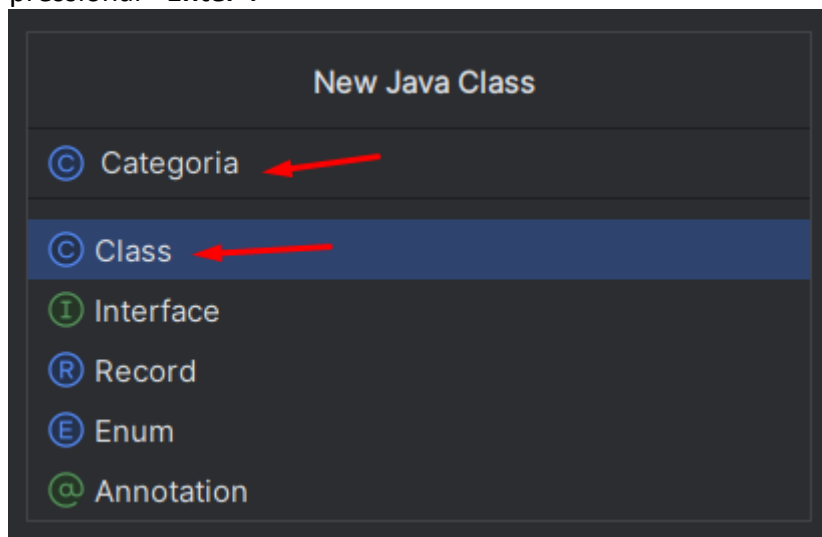 New Java Class
C Categoria
C Class
I Interface
R Record
E Enum
@ Annotation